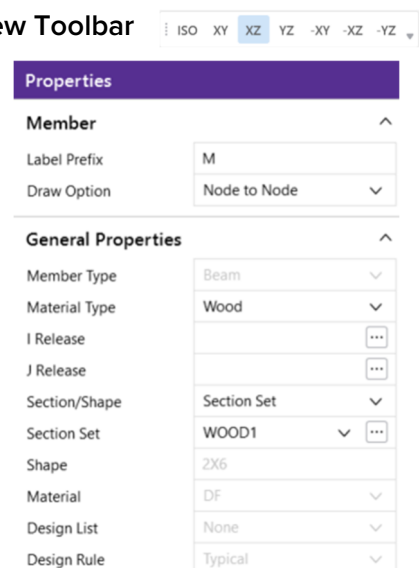 ew Toolbar
ISO XY XZ YZ -XY -XZ -YZ
Properties
Member
Label Prefix M
Draw Option Node to Node
General Properties
Member Type Beam
Material Type Wood
I Release
J Release
Section/Shape Section Set
Section Set WOOD1
Shape 2X6
Material DF
Design List None
Design Rule Typical